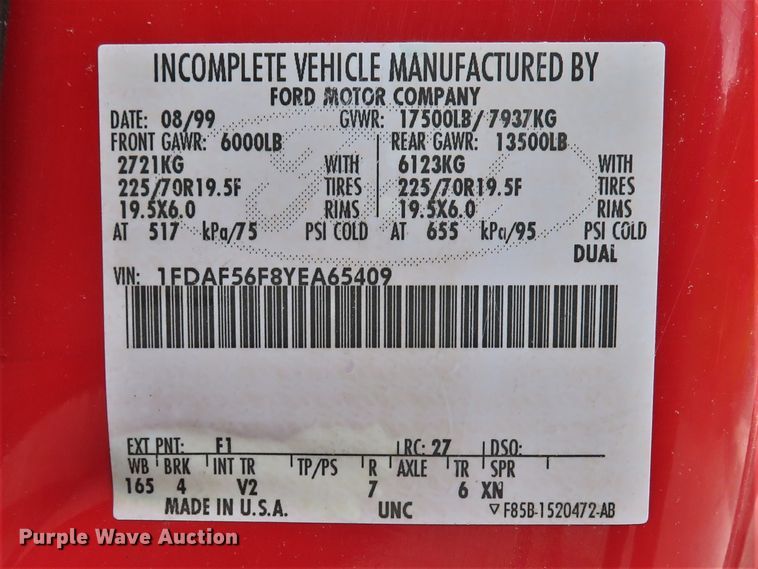 INCOMPLETE VEHICLE MANUFACTURED BY
FORD MOTOR COMPANY
DATE: 08/99 GVWR: 17500LB/ 7937KG
FRONT GAWR: 6000LB REAR GAWR: 13500LB
2721KG WITH 6123KG WITH
225/70R19.5F TIRES 225/70R19.5F TIRES
19.5X6.0 RIMS 19.5X6.0 RIMS
AT 517 kPa/75 PSI COLD AT 655 kPa/95 PSI COLD
DUAL
VIN: 1FDAF56F8YEA65409
EXT PNT: F1 RC: 27 DSO:
WB BRK INT TR TP/PS R AXLE TR SPR
165 4 V2 7 6 XN
MADE IN U.S.A. UNC ▽ F85B-1520472-AB
Purple Wave Auction